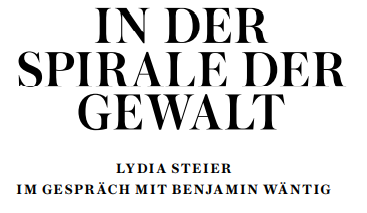 IN DER
SPIRALE DER
GEWALT
LYDIA STEIER
IM GESPRÄCH MIT BENJAMIN WÄNTIG